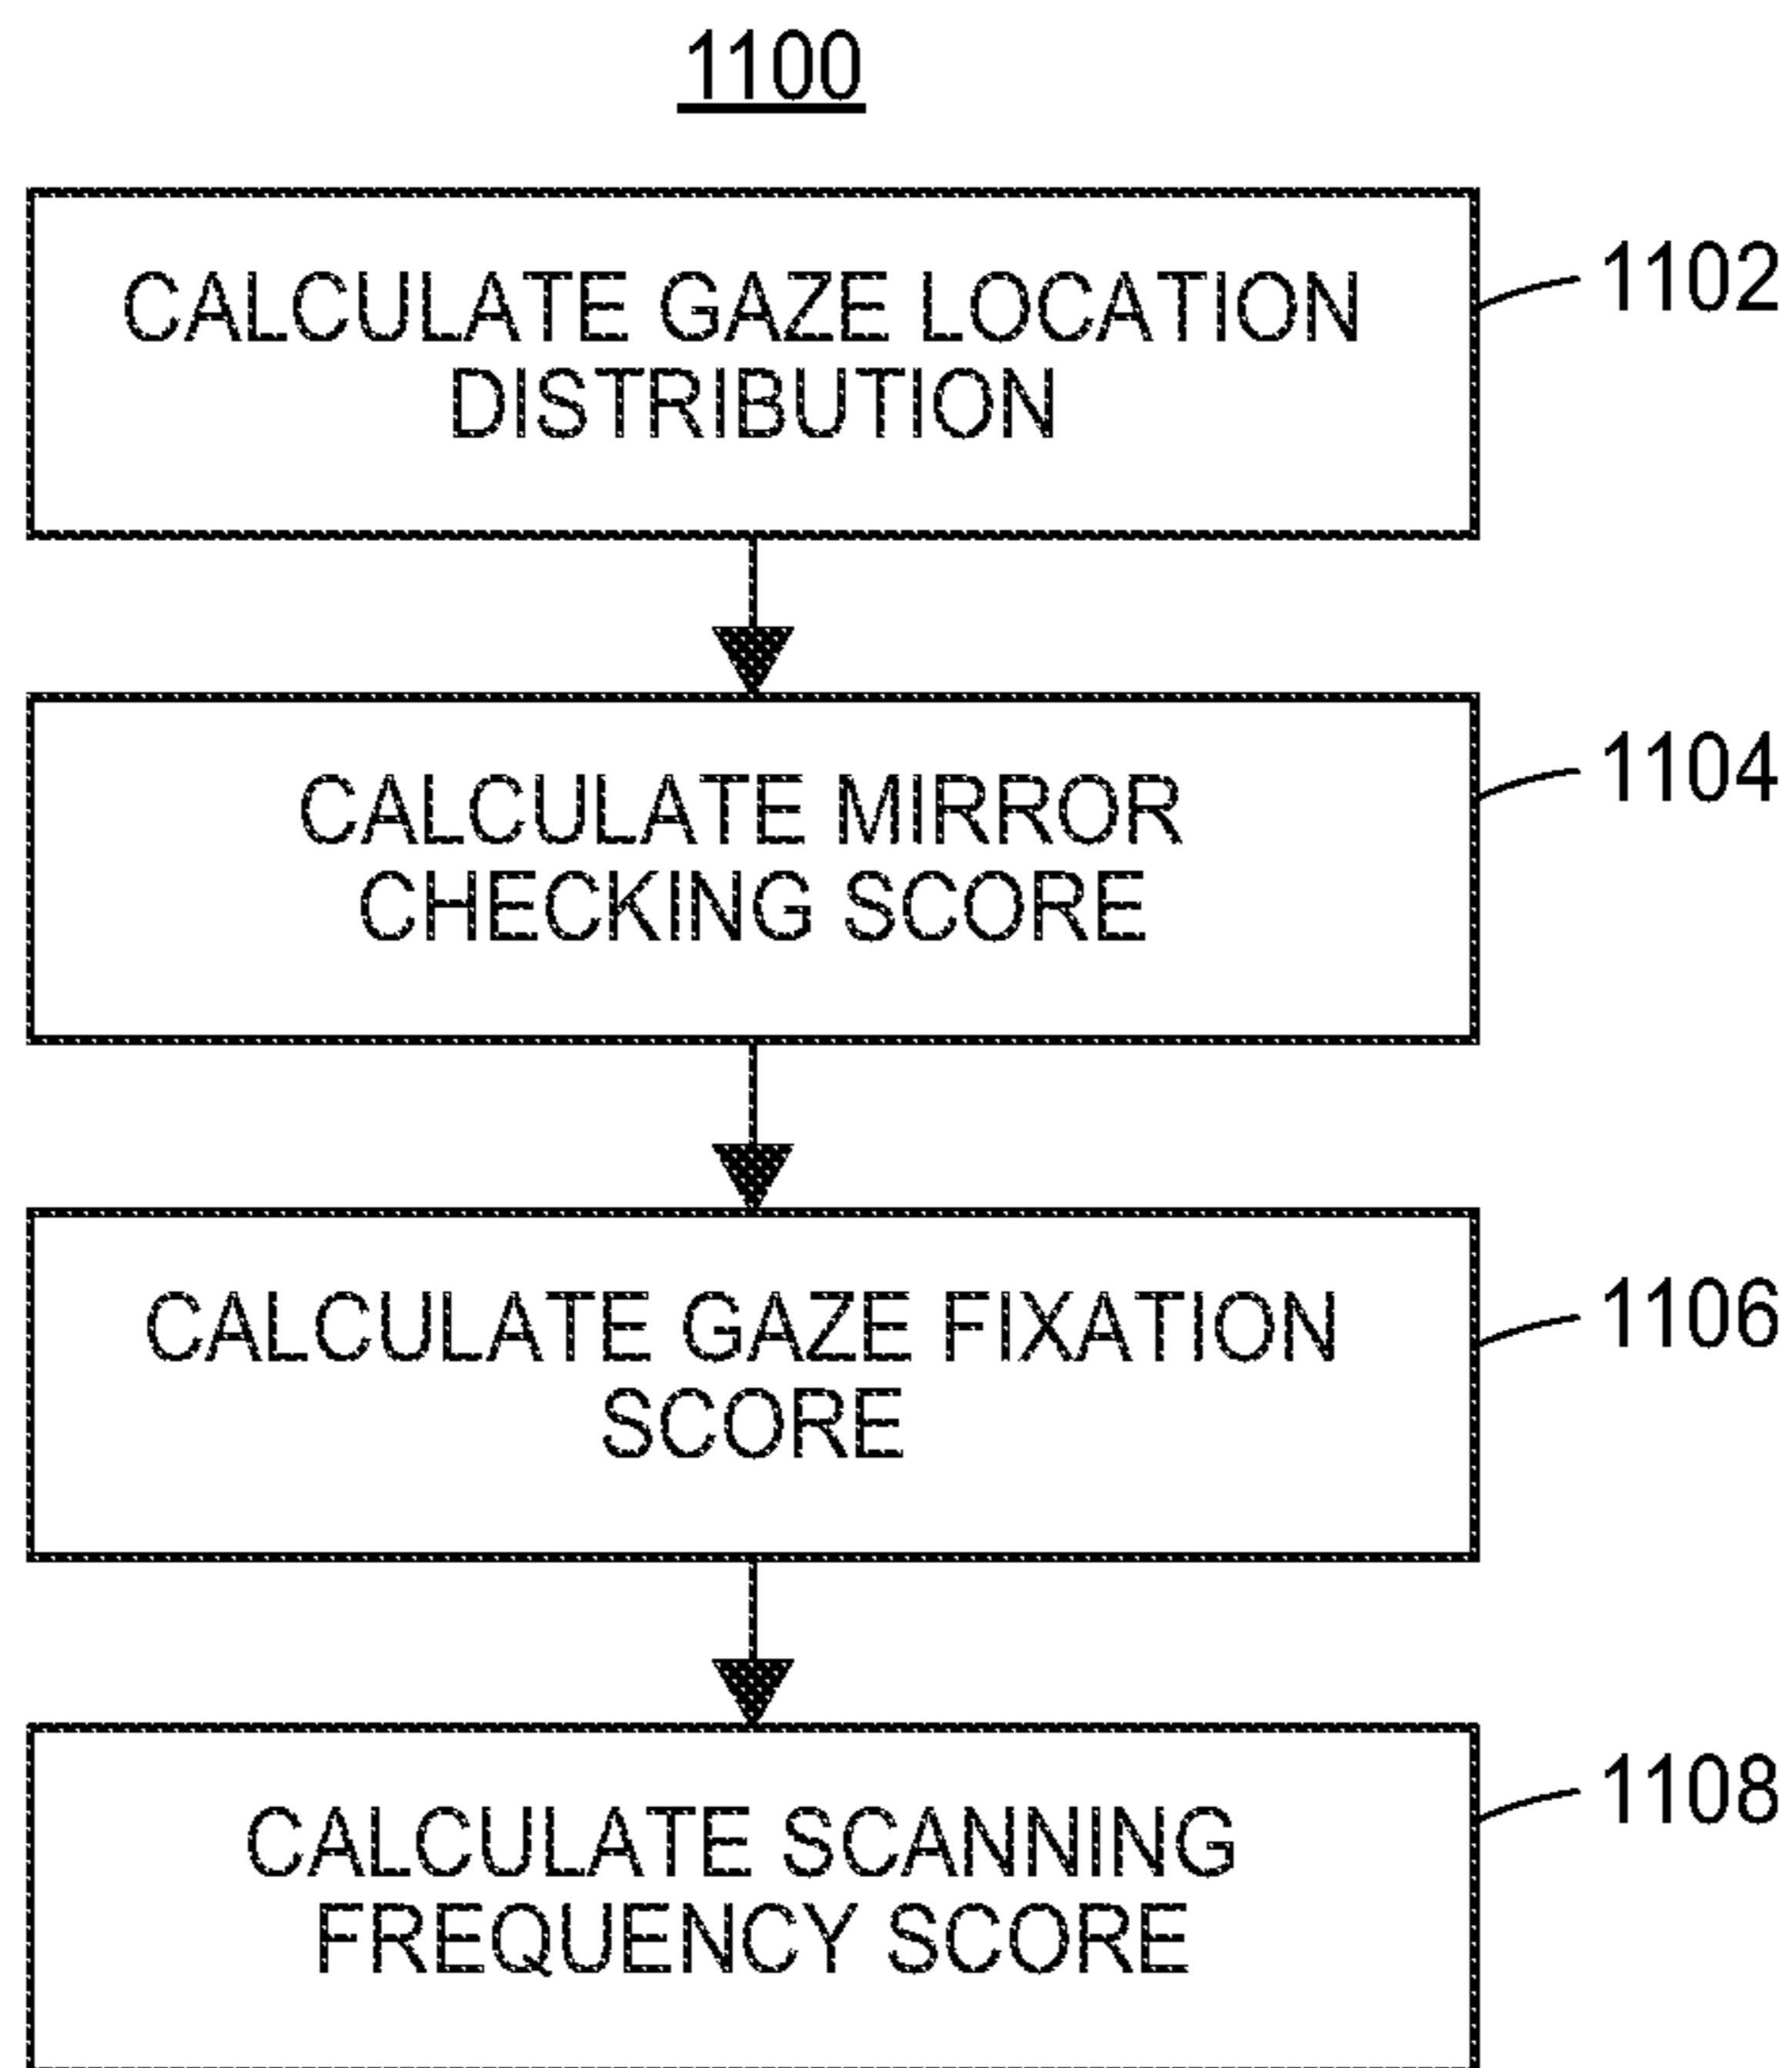 1100
CALCULATE GAZE LOCATION
DISTRIBUTION
1102
CALCULATE MIRROR
CHECKING SCORE
1104
CALCULATE GAZE FIXATION
SCORE
1106
CALCULATE SCANNING
FREQUENCY SCORE
1108